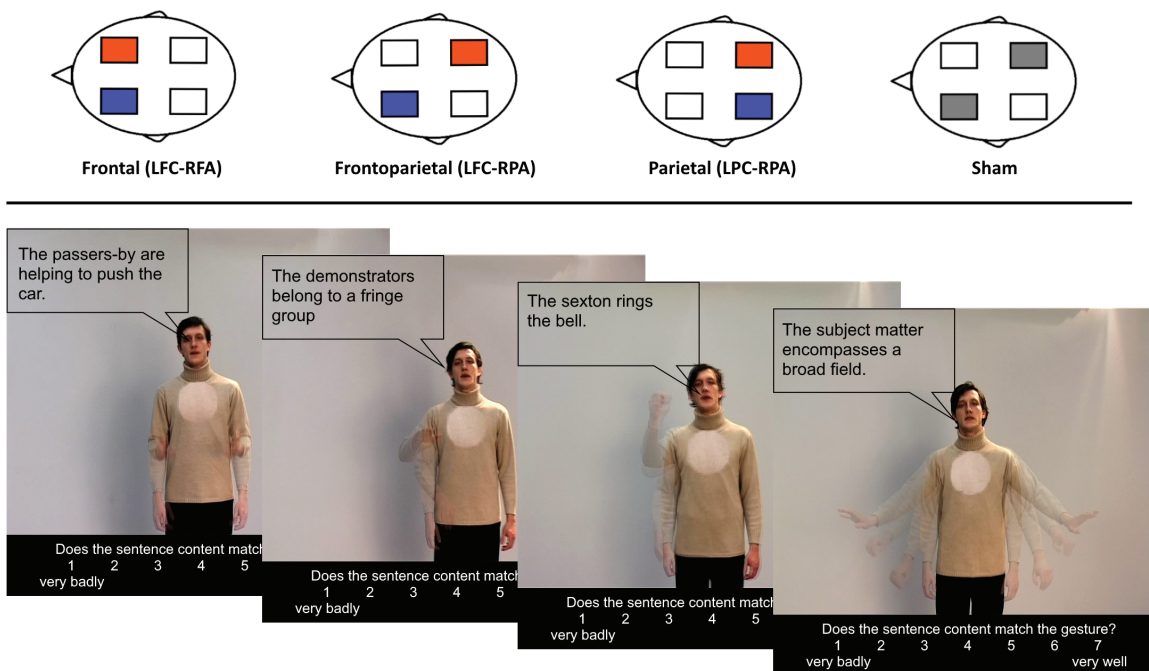 Frontal (LFC-RFA)
Frontoparietal (LFC-RPA)
Parietal (LPC-RPA)
Sham
The passers-by are
helping to push the
car.
Does the sentence content match
1 2 3 4 5
very badly
The demonstrators
belong to a fringe
group
Does the sentence content match
1 2 3 4 5
very badly
The sexton rings
the bell.
Does the sentence content match
1 2 3 4 5
very badly
The subject matter
encompasses a
broad field.
Does the sentence content match the gesture?
1 2 3 4 5 6 7
very badly very well